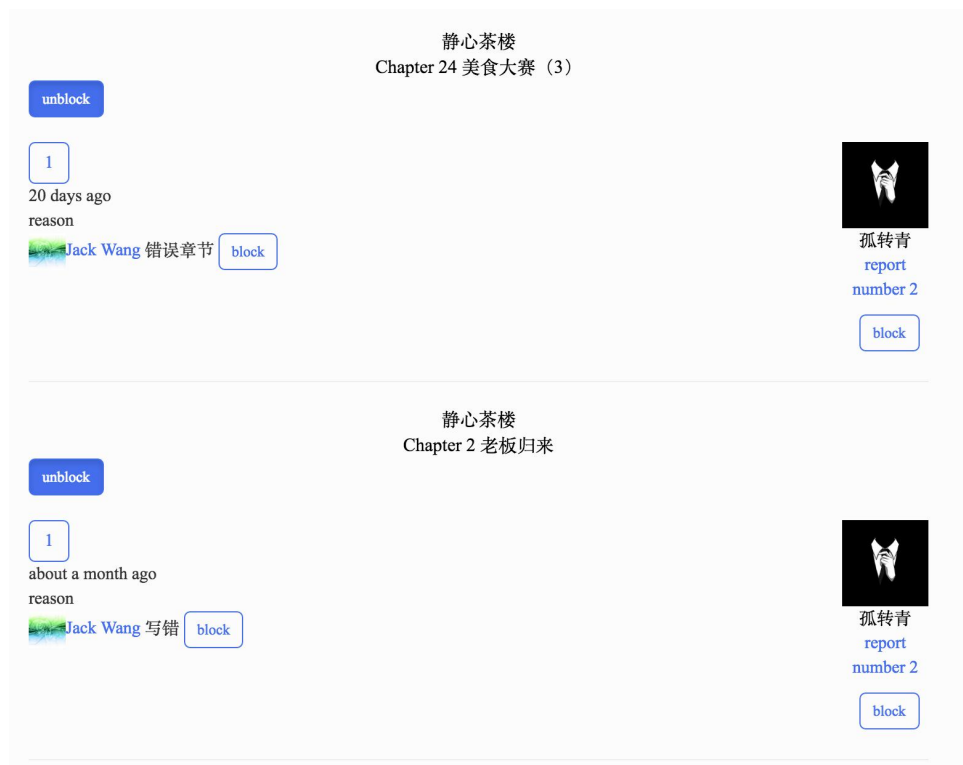 静心茶楼
Chapter 24 美食大赛（3）
unblock
1
20 days ago
reason
Jack Wang 错误章节 block
孤转青
report
number 2
block
静心茶楼
Chapter 2 老板归来
unblock
1
about a month ago
reason
Jack Wang 写错 block
孤转青
report
number 2
block